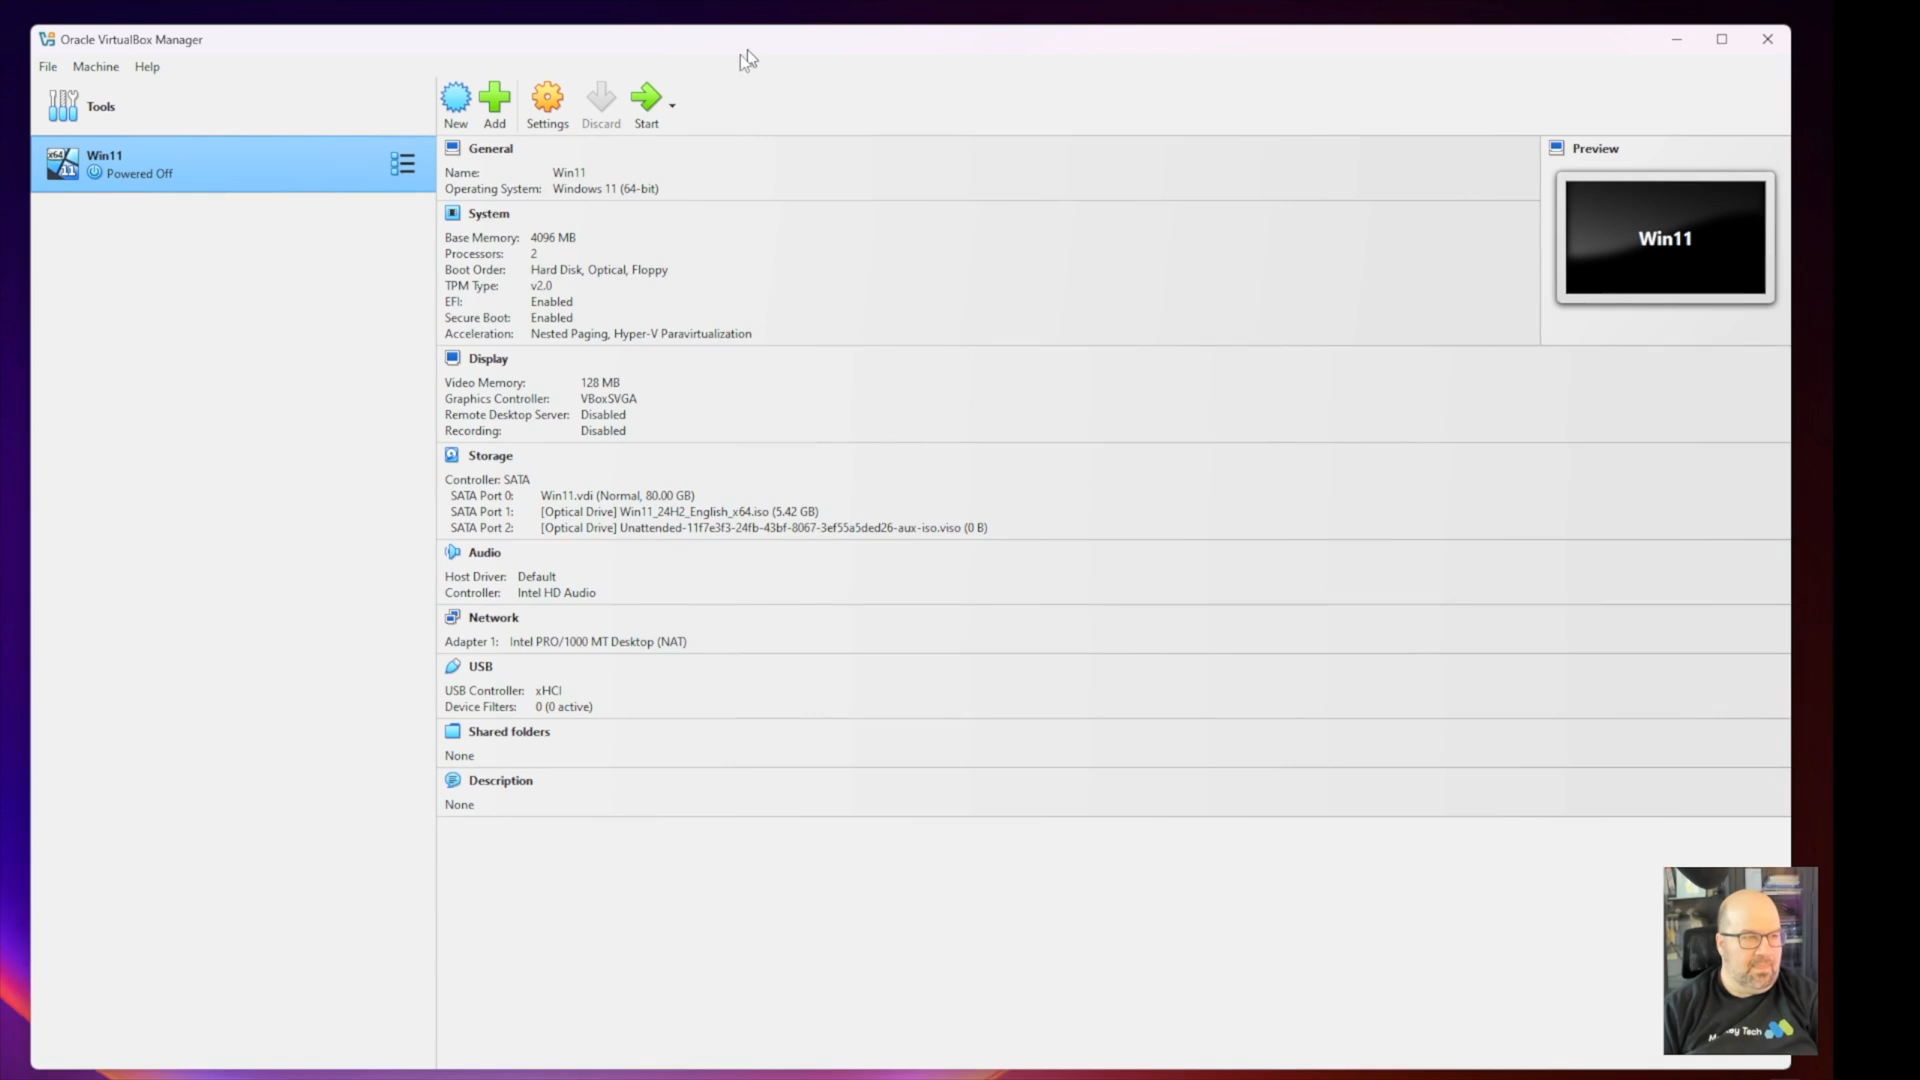 Oracle VirtualBox Manager
File Machine Help
Tools
New Add Settings Discard Start
x64 11
Win11
Powered Off
General
Name: Win11
Operating System: Windows 11 (64-bit)
System
Base Memory: 4096 MB
Processors: 2
Boot Order: Hard Disk, Optical, Floppy
TPM Type: v2.0
EFI: Enabled
Secure Boot: Enabled
Acceleration: Nested Paging, Hyper-V Paravirtualization
Preview
Win11
Display
Video Memory: 128 MB
Graphics Controller: VBoxSVGA
Remote Desktop Server: Disabled
Recording: Disabled
Storage
Controller: SATA
SATA Port 0: Win11.vdi (Normal, 80.00 GB)
SATA Port 1: [Optical Drive] Win11_24H2_English_x64.iso (5.42 GB)
SATA Port 2: [Optical Drive] Unattended-11f7e3f3-24fb-43bf-8067-3ef55a5ded26-aux-iso.viso (0 B)
Audio
Host Driver: Default
Controller: Intel HD Audio
Network
Adapter 1: Intel PRO/1000 MT Desktop (NAT)
USB
USB Controller: xHCI
Device Filters: 0 (0 active)
Shared folders
None
Description
None
Tech